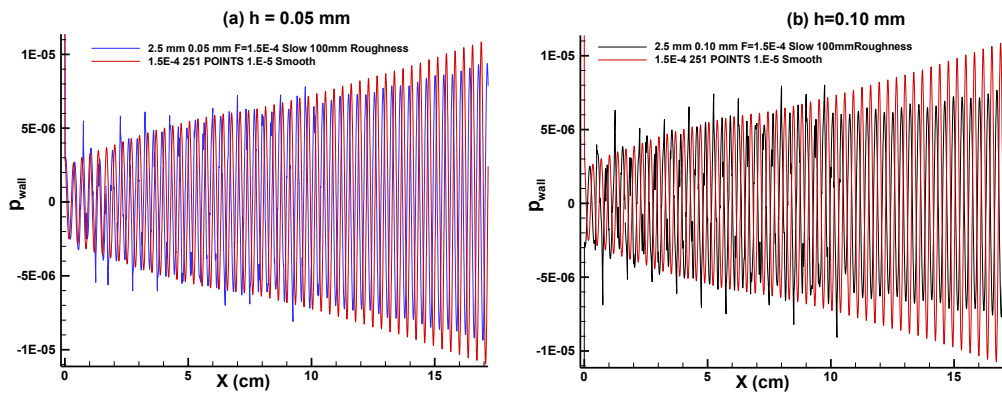 (a) h = 0.05 mm
2.5 mm 0.05 mm F=1.5E-4 Slow 100mm Roughness
1.5E-4 251 POINTS 1.E-5 Smooth
1E-05
5E-06
0
-5E-06
-1E-05
p_wall
0 5 10 15
X (cm)
(b) h=0.10 mm
2.5 mm 0.10 mm F=1.5E-4 Slow 100mmRoughness
1.5E-4 251 POINTS 1.E-5 Smooth
1E-05
5E-06
0
-5E-06
-1E-05
p_wall
0 5 10 15
X (cm)